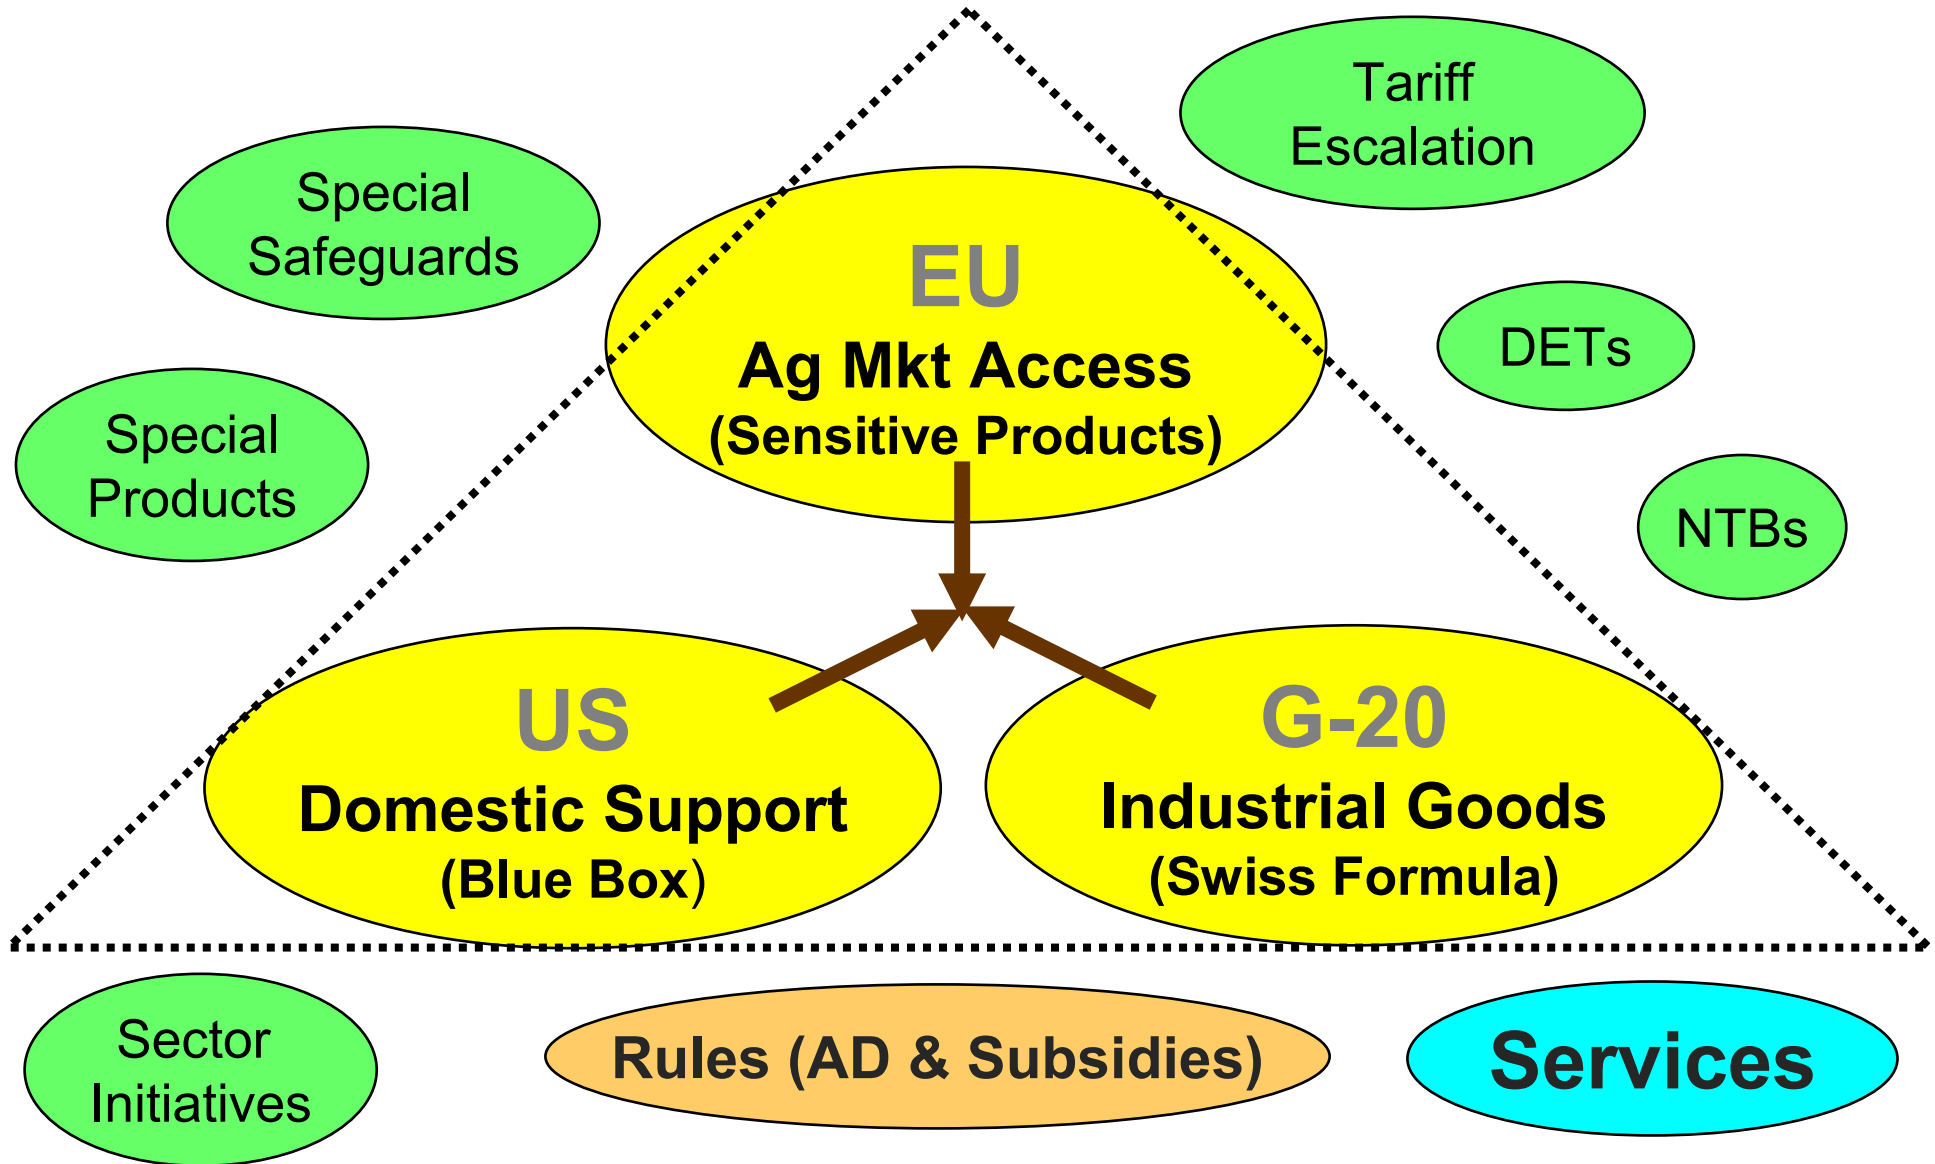 Tariff
Escalation
Special
Safeguards
EU
Ag Mkt Access
(Sensitive Products)
DETs
Special
Products
NTBs
US
Domestic Support
(Blue Box)
G-20
Industrial Goods
(Swiss Formula)
Sector
Initiatives
Rules (AD & Subsidies)
Services